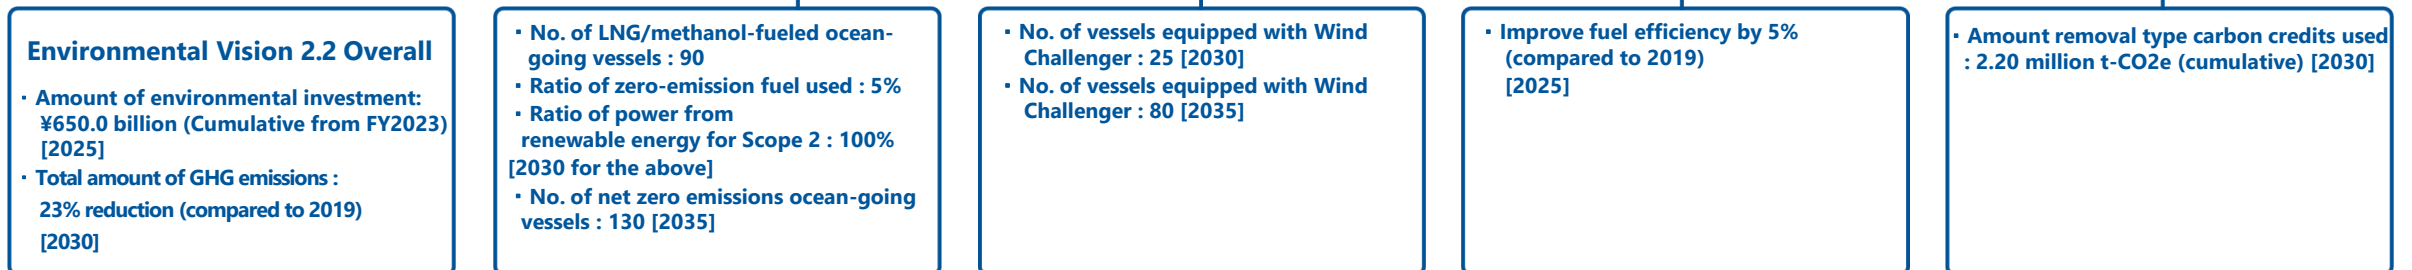 Environmental Vision 2.2 Overall
・Amount of environmental investment:
¥650.0 billion (Cumulative from FY2023)
[2025]
・Total amount of GHG emissions :
23% reduction (compared to 2019)
[2030]
・No. of LNG/methanol-fueled ocean-
going vessels : 90
・Ratio of zero-emission fuel used : 5%
・Ratio of power from
renewable energy for Scope 2 : 100%
[2030 for the above]
・No. of net zero emissions ocean-going
vessels : 130 [2035]
・No. of vessels equipped with Wind
Challenger : 25 [2030]
・No. of vessels equipped with Wind
Challenger : 80 [2035]
・Improve fuel efficiency by 5%
(compared to 2019)
[2025]
・Amount removal type carbon credits used
: 2.20 million t-CO2e (cumulative) [2030]